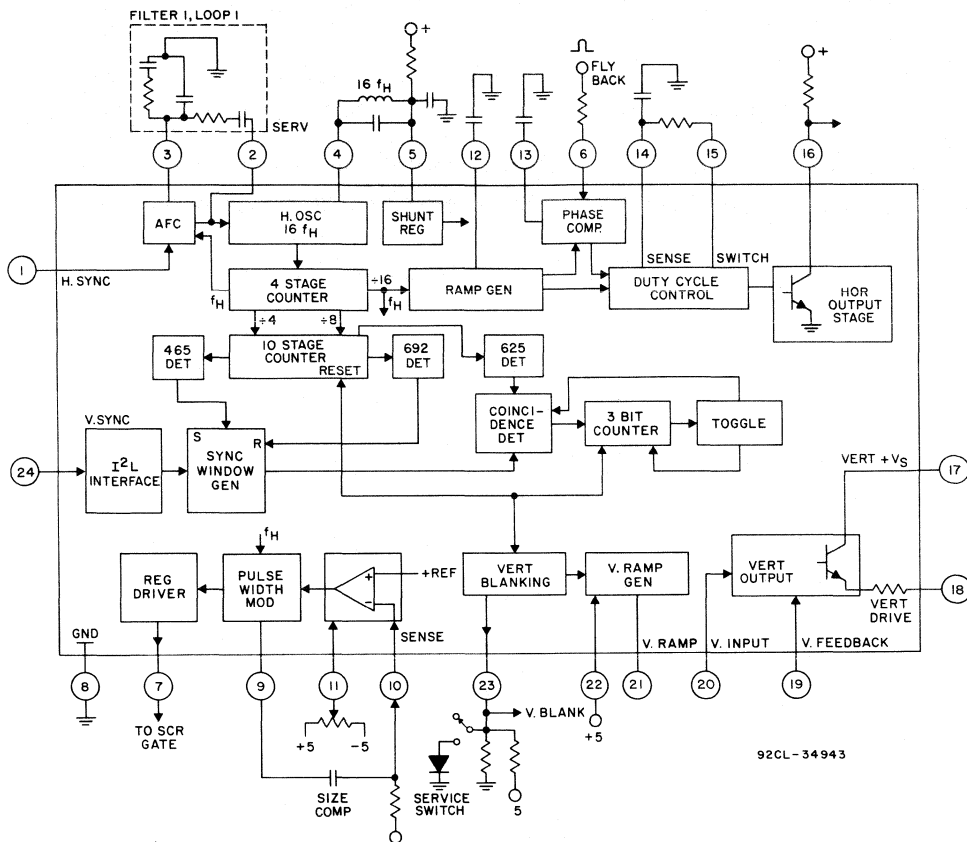 FILTER 1, LOOP 1
SERV
16 fH
+
FLY
BACK
+
3
2
4
5
12
13
6
14
15
16
AFC
H. OSC
16 fH
SHUNT
REG
PHASE
COMP.
SENSE
SWITCH
1
H. SYNC
fH
4 STAGE
COUNTER
÷16
fH
RAMP GEN
DUTY CYCLE
CONTROL
HOR
OUTPUT
STAGE
÷4
÷8
465
DET
10 STAGE
COUNTER
RESET
692
DET
625
DET
COINCI-
DENCE
DET
3 BIT
COUNTER
TOGGLE
V. SYNC
24
I²L
INTERFACE
S
R
SYNC
WINDOW
GEN
VERT +VS
17
fH
REG
DRIVER
PULSE
WIDTH
MOD
+
−
+REF
SENSE
VERT
BLANKING
V. RAMP
GEN
VERT
OUTPUT
VERT
DRIVE
18
GND
V. RAMP
V. INPUT
V. FEEDBACK
8
7
9
11
10
23
22
21
20
19
TO SCR
GATE
+5
-5
V. BLANK
+5
SIZE
COMP
SERVICE
SWITCH
5
92CL-34943